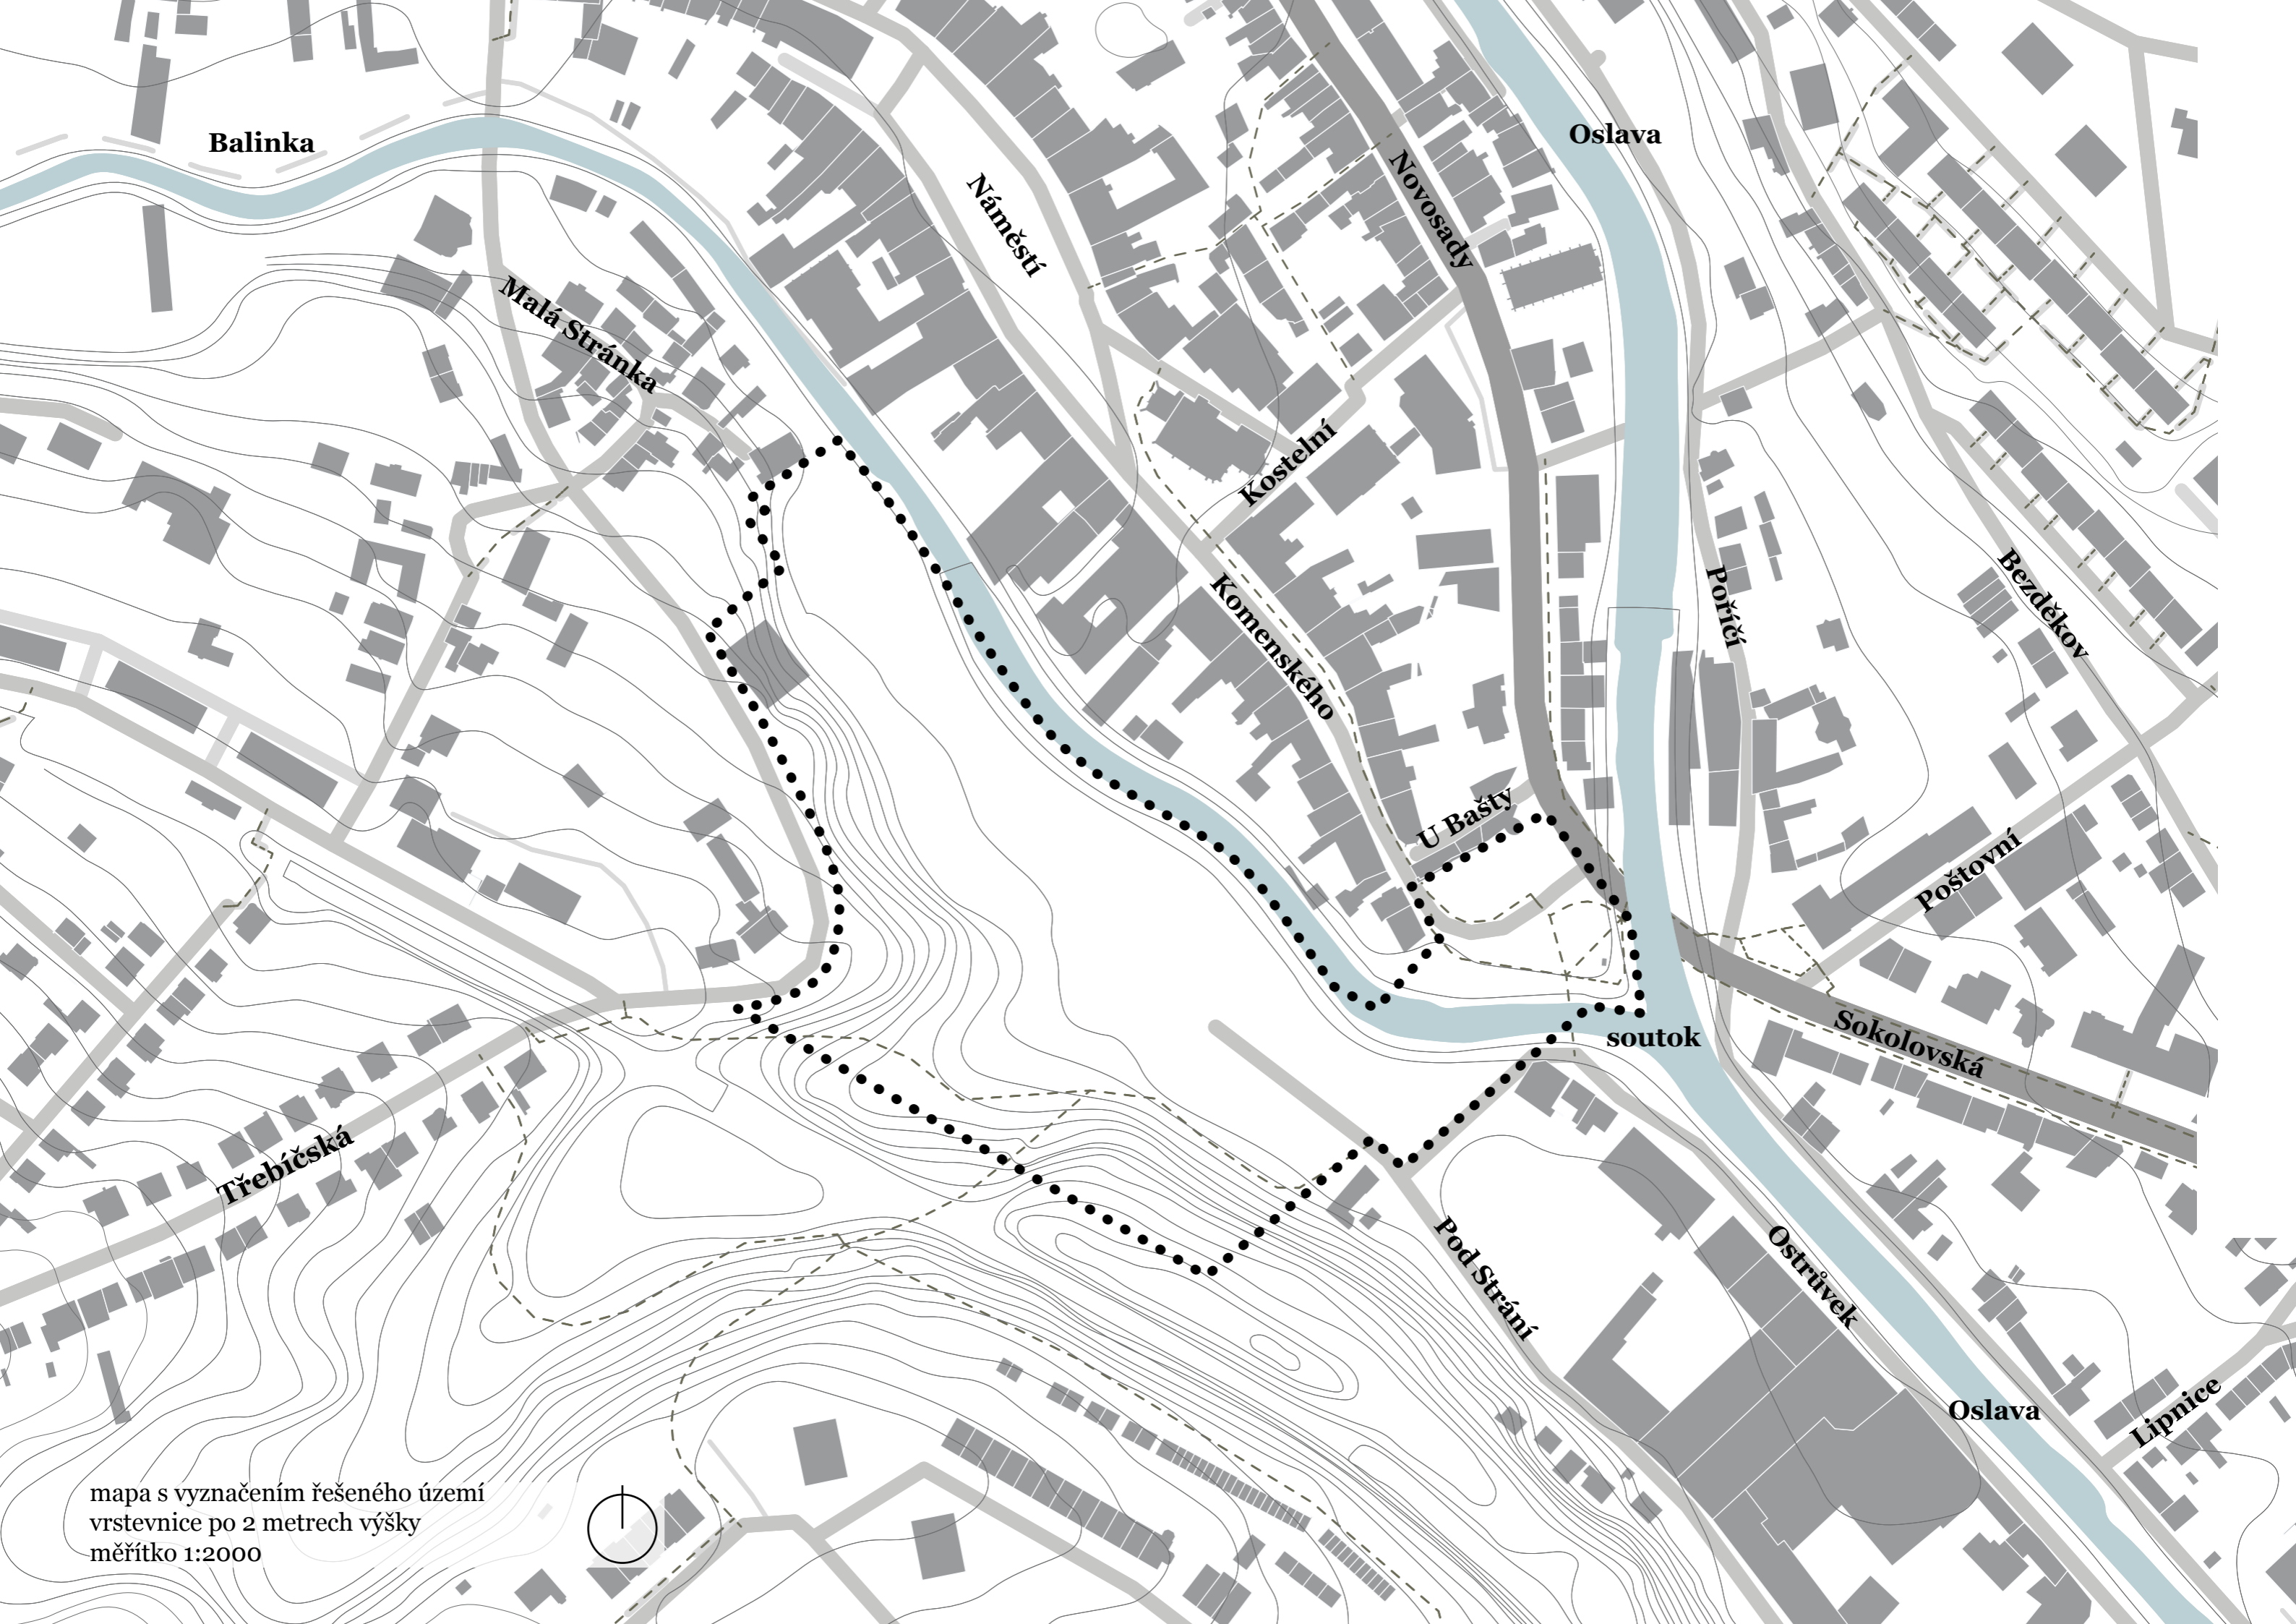 Balinka
Oslava
Náměstí
Novosady
Malá Stránka
Kostelní
Komenského
Poříčí
Bezděkov
U Bašty
Poštovní
soutok
Sokolovská
Třebíčská
Pod Strání
Ostrůvek
Oslava
Lipnice
mapa s vyznačením řešeného území
vrstevnice po 2 metrech výšky
měřítko 1:2000